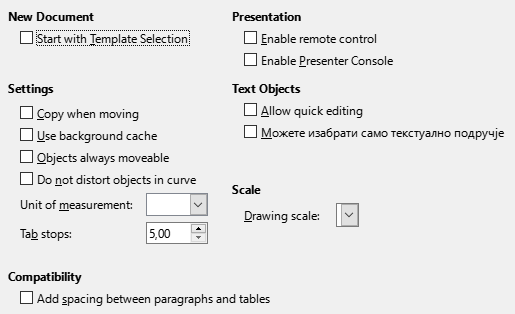 New Document
Start with Template Selection
Presentation
Enable remote control
Enable Presenter Console
Settings
Copy when moving
Use background cache
Objects always moveable
Do not distort objects in curve
Unit of measurement:
Tab stops: 5,00
Text Objects
Allow quick editing
Можете изабрати само текстуално подручје
Scale
Drawing scale:
Compatibility
Add spacing between paragraphs and tables